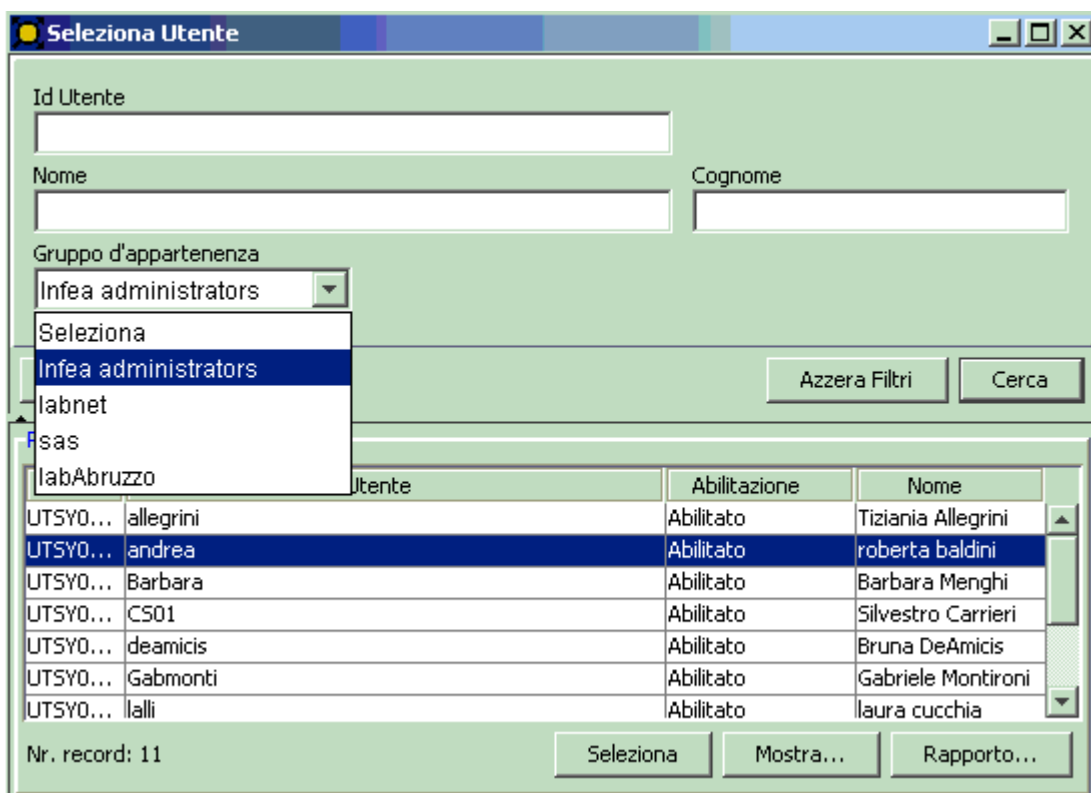 Seleziona Utente
Id Utente
Nome Cognome
Gruppo d'appartenenza
Infea administrators
Seleziona
Infea administrators
labnet
sas
labAbruzzo
Azzera Filtri Cerca
Utente Abilitazione Nome
UTSY0... allegrini Abilitato Tiziania Allegrini
UTSY0... andrea Abilitato roberta baldini
UTSY0... Barbara Abilitato Barbara Menghi
UTSY0... CS01 Abilitato Silvestro Carrieri
UTSY0... deamicis Abilitato Bruna DeAmicis
UTSY0... Gabmonti Abilitato Gabriele Montironi
UTSY0... lalli Abilitato laura cucchia
Nr. record: 11 Seleziona Mostra... Rapporto...